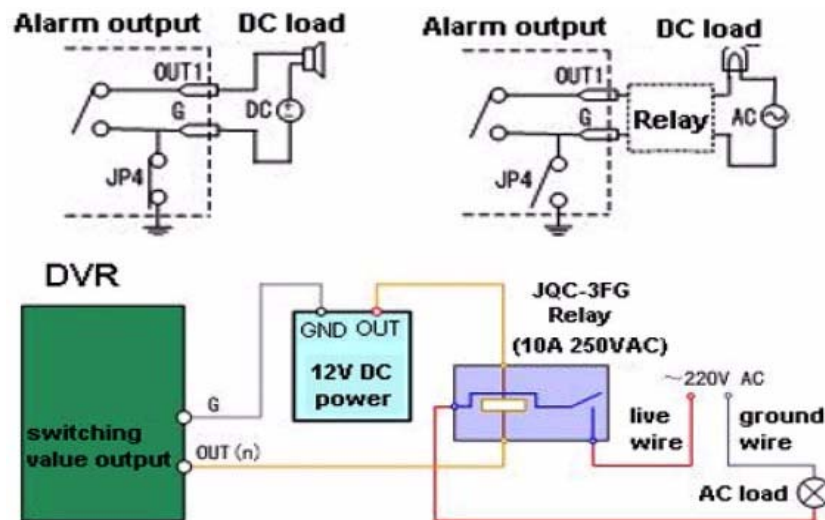 Alarm output
DC load
OUT1
G
DC
JP4
Alarm output
DC load
OUT1
G
Relay
AC
JP4
DVR
switching
value output
G
OUT(n)
GND OUT
12V DC
power
JQC-3FG
Relay
(10A 250VAC)
~220V AC
live
wire
ground
wire
AC load